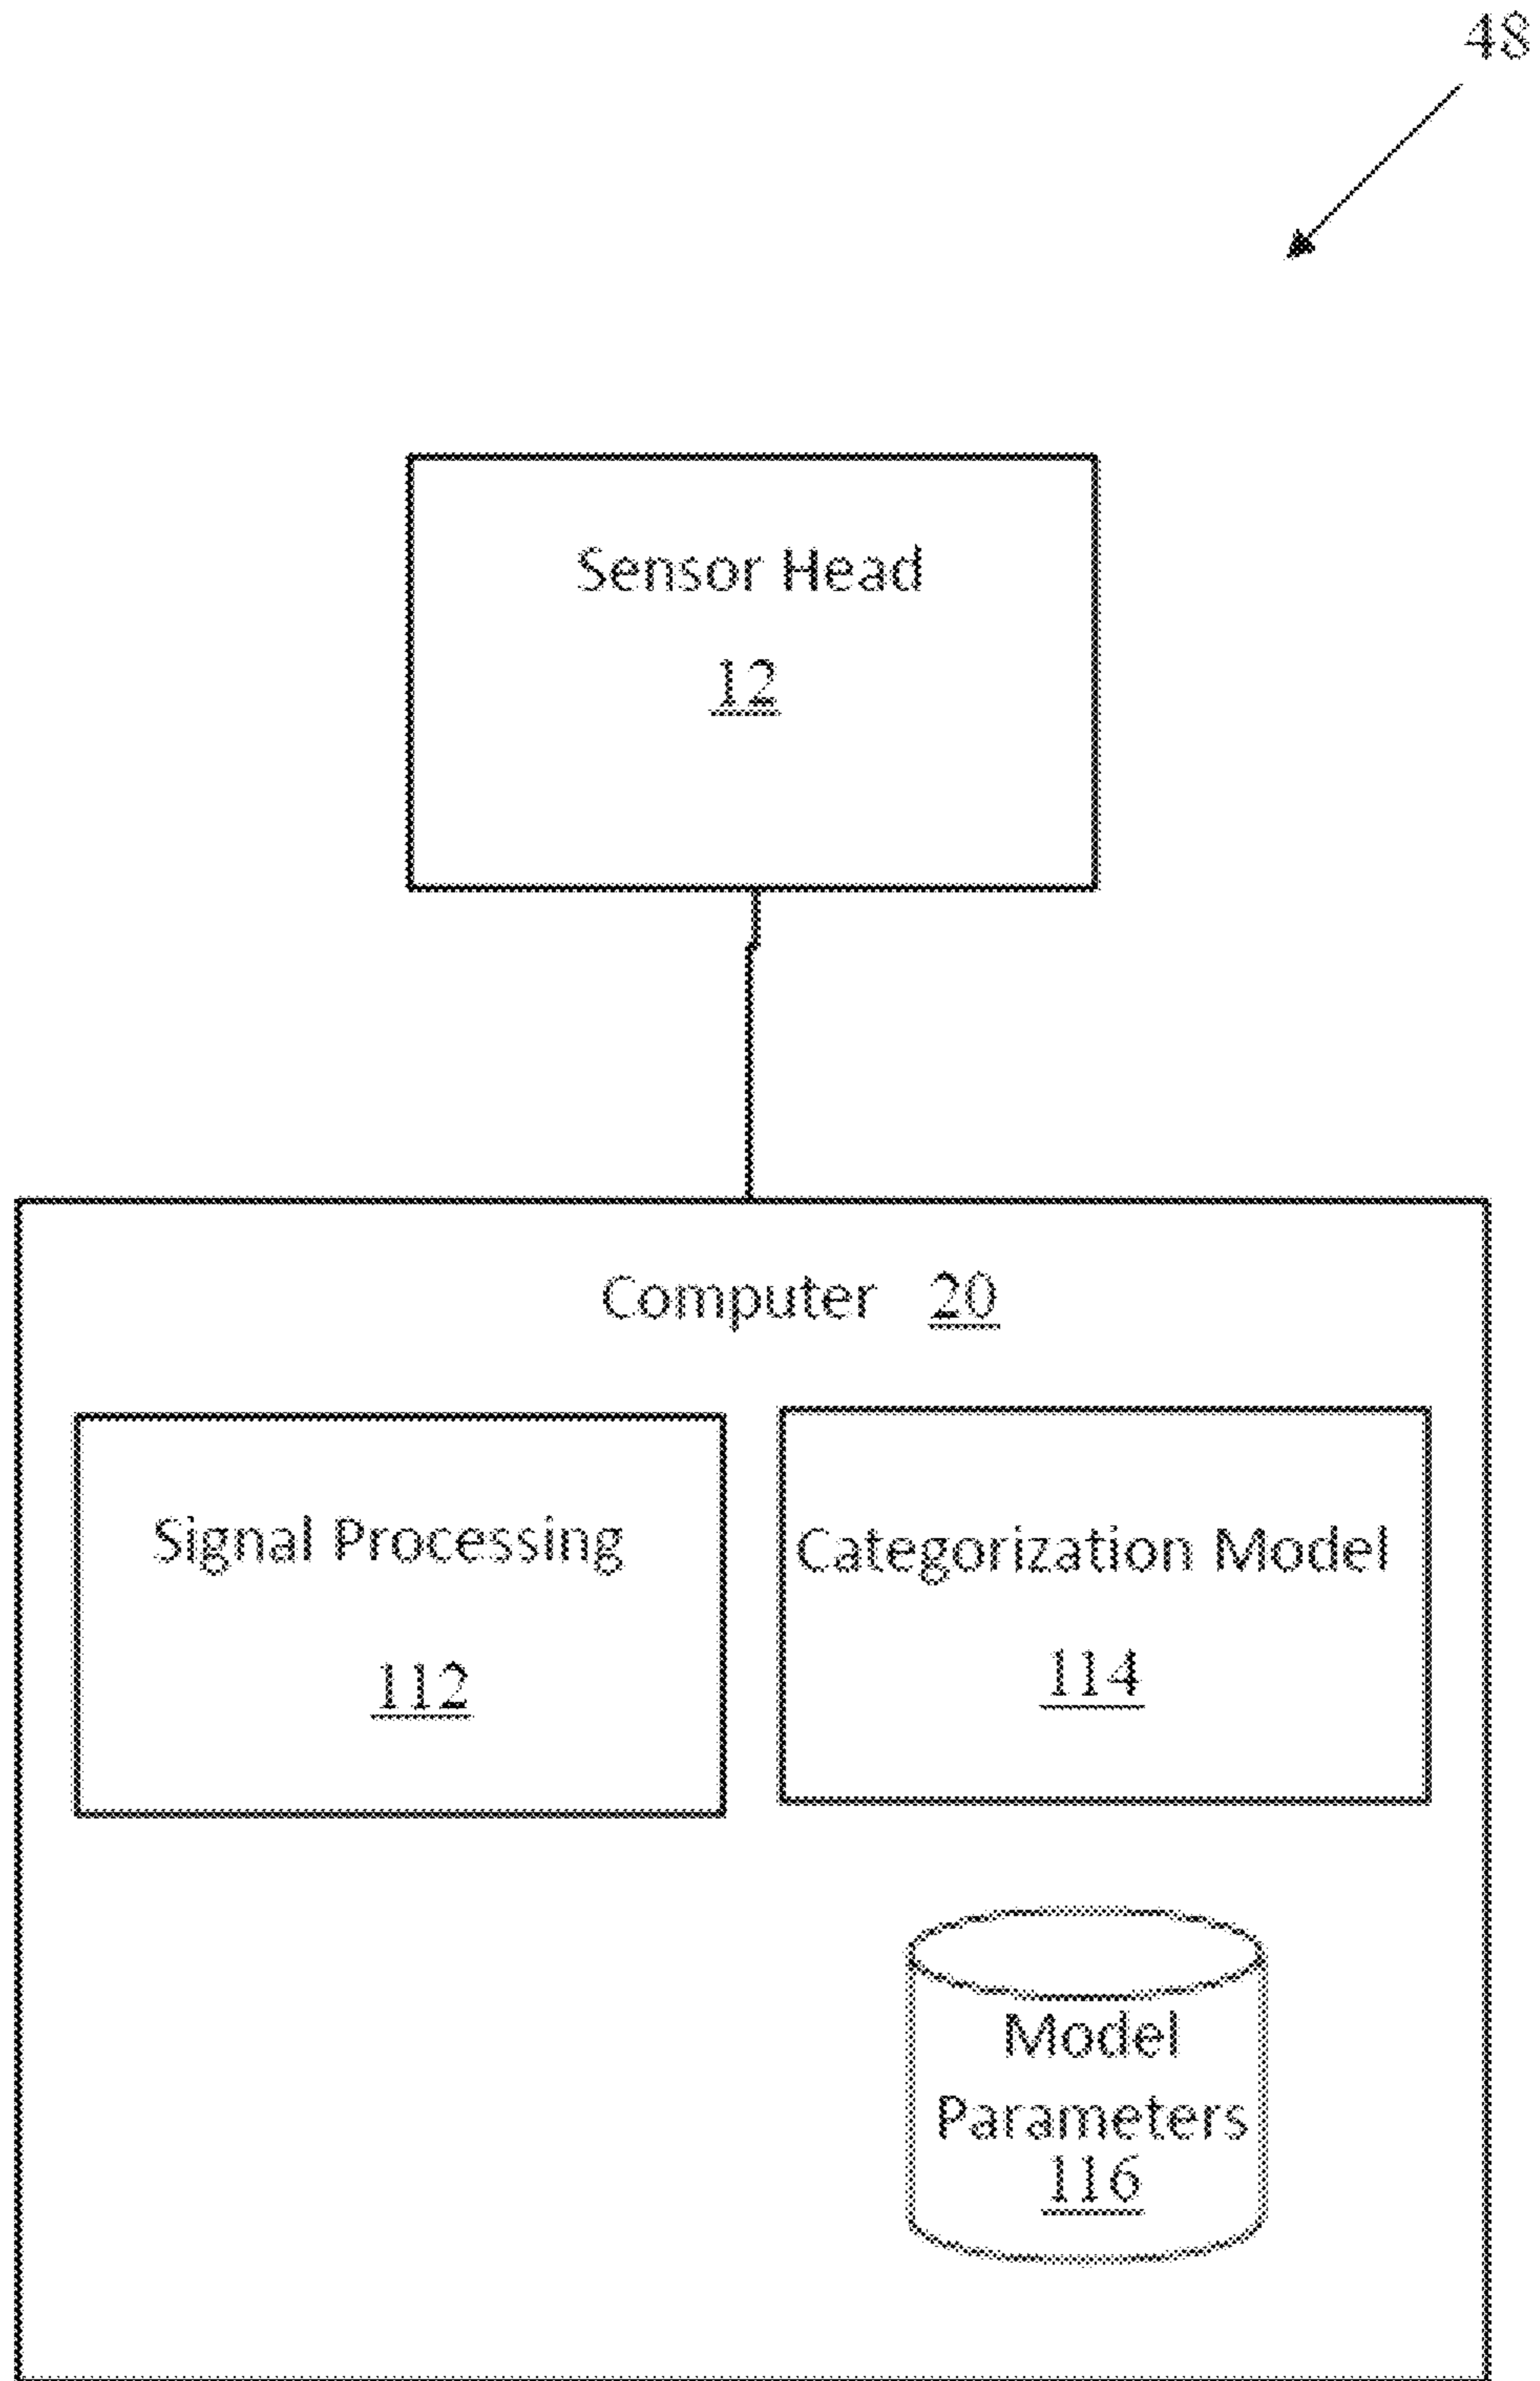 48
Sensor Head
12
Computer 20
Signal Processing
112
Categorization Model
114
Model
Parameters
116